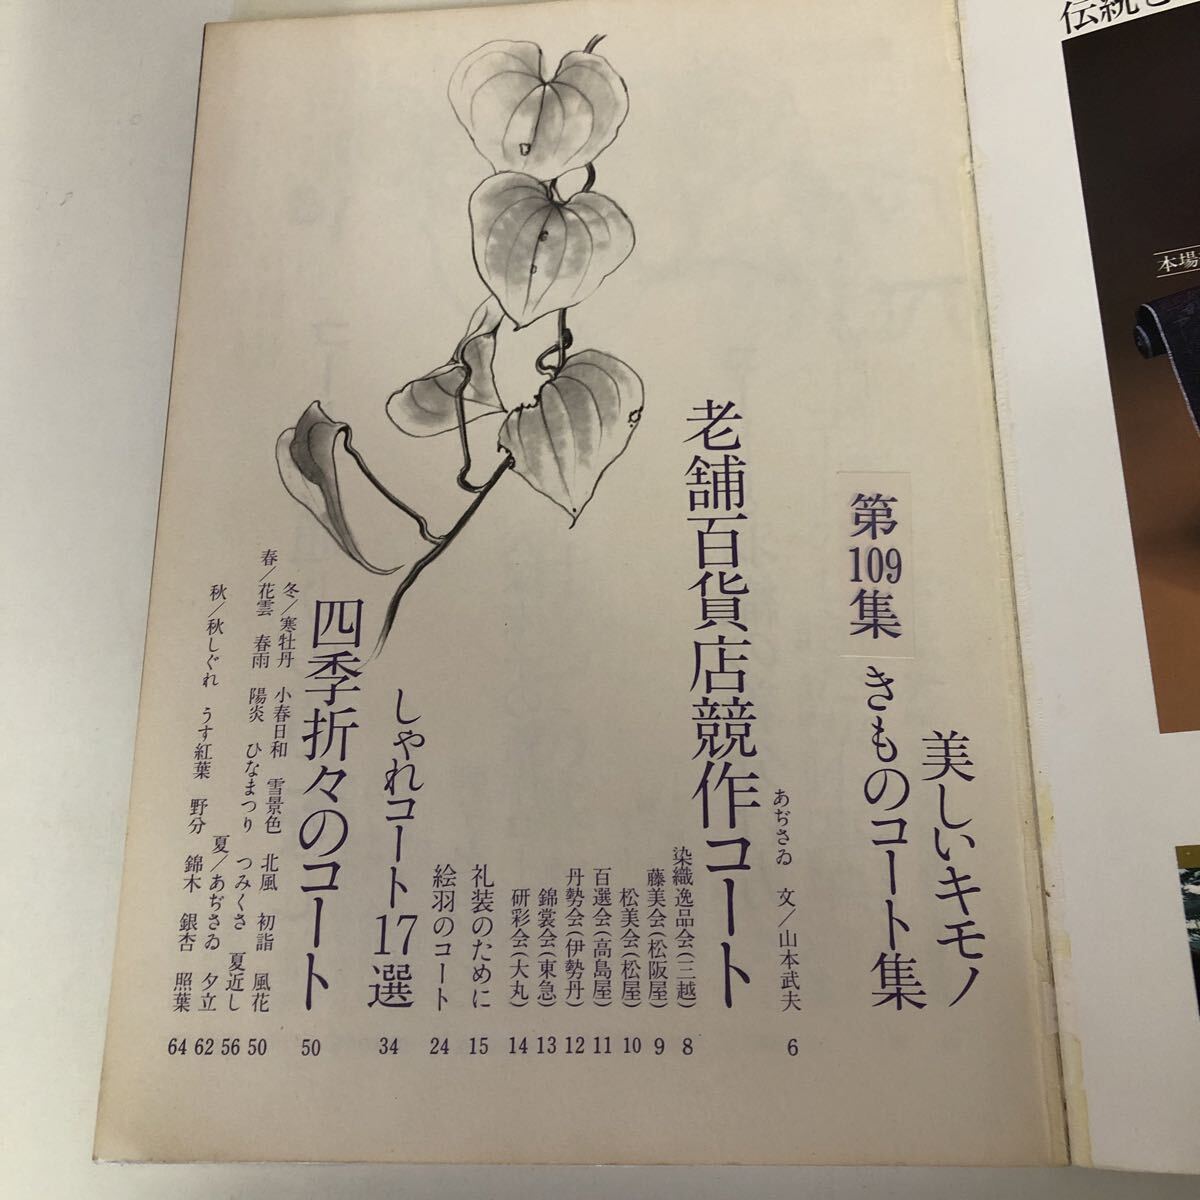 美しいキモノ
第109集 きものコート集
あぢさゐ 文/山本武夫 6
老舗百貨店競作コート
染織逸品会(三越) 8
藤美会(松阪屋) 9
松美会(松屋) 10
百選会(高島屋) 11
丹勢会(伊勢丹) 12
錦裳会(東急) 13
研彩会(大丸) 14
礼装のために 15
絵羽のコート 24
しゃれコート17選 34
四季折々のコート 50
冬/寒牡丹 小春日和 雪景色 北風 初詣 風花 50
春/花雲 春雨 陽炎 ひなまつり つみくさ 夏近し 56
夏/あぢさゐ 夕立 62
秋/秋しぐれ うす紅葉 野分 錦木 銀杏 照葉 64
伝統
本場